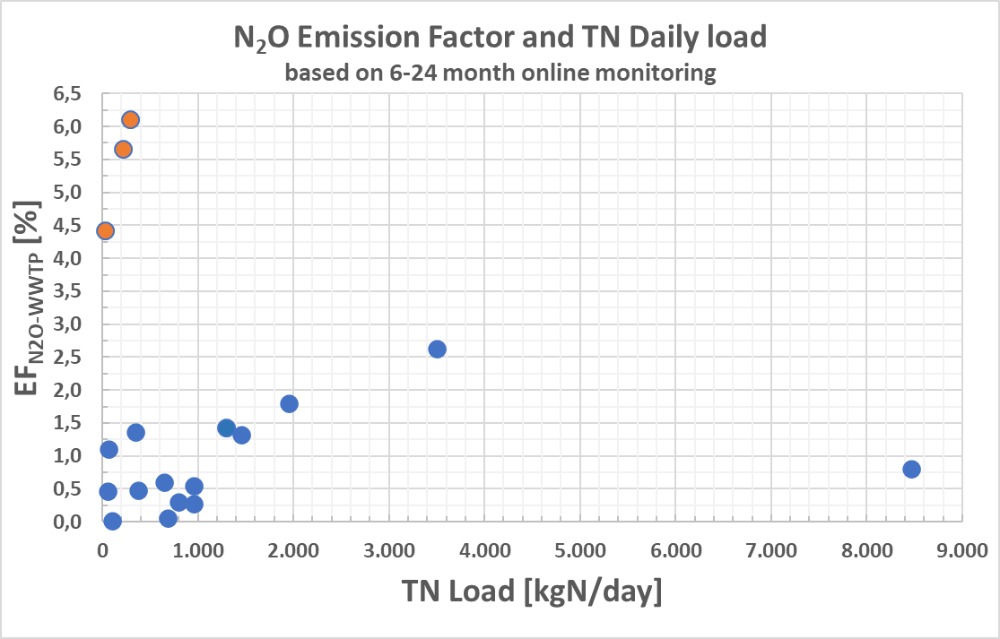 N₂O Emission Factor and TN Daily load
based on 6-24 month online monitoring
6,5
6,0
5,5
5,0
4,5
4,0
3,5
3,0
2,5
2,0
1,5
1,0
0,5
0,0
EF_N2O-WWTP [%]
0 1.000 2.000 3.000 4.000 5.000 6.000 7.000 8.000 9.000
TN Load [kgN/day]